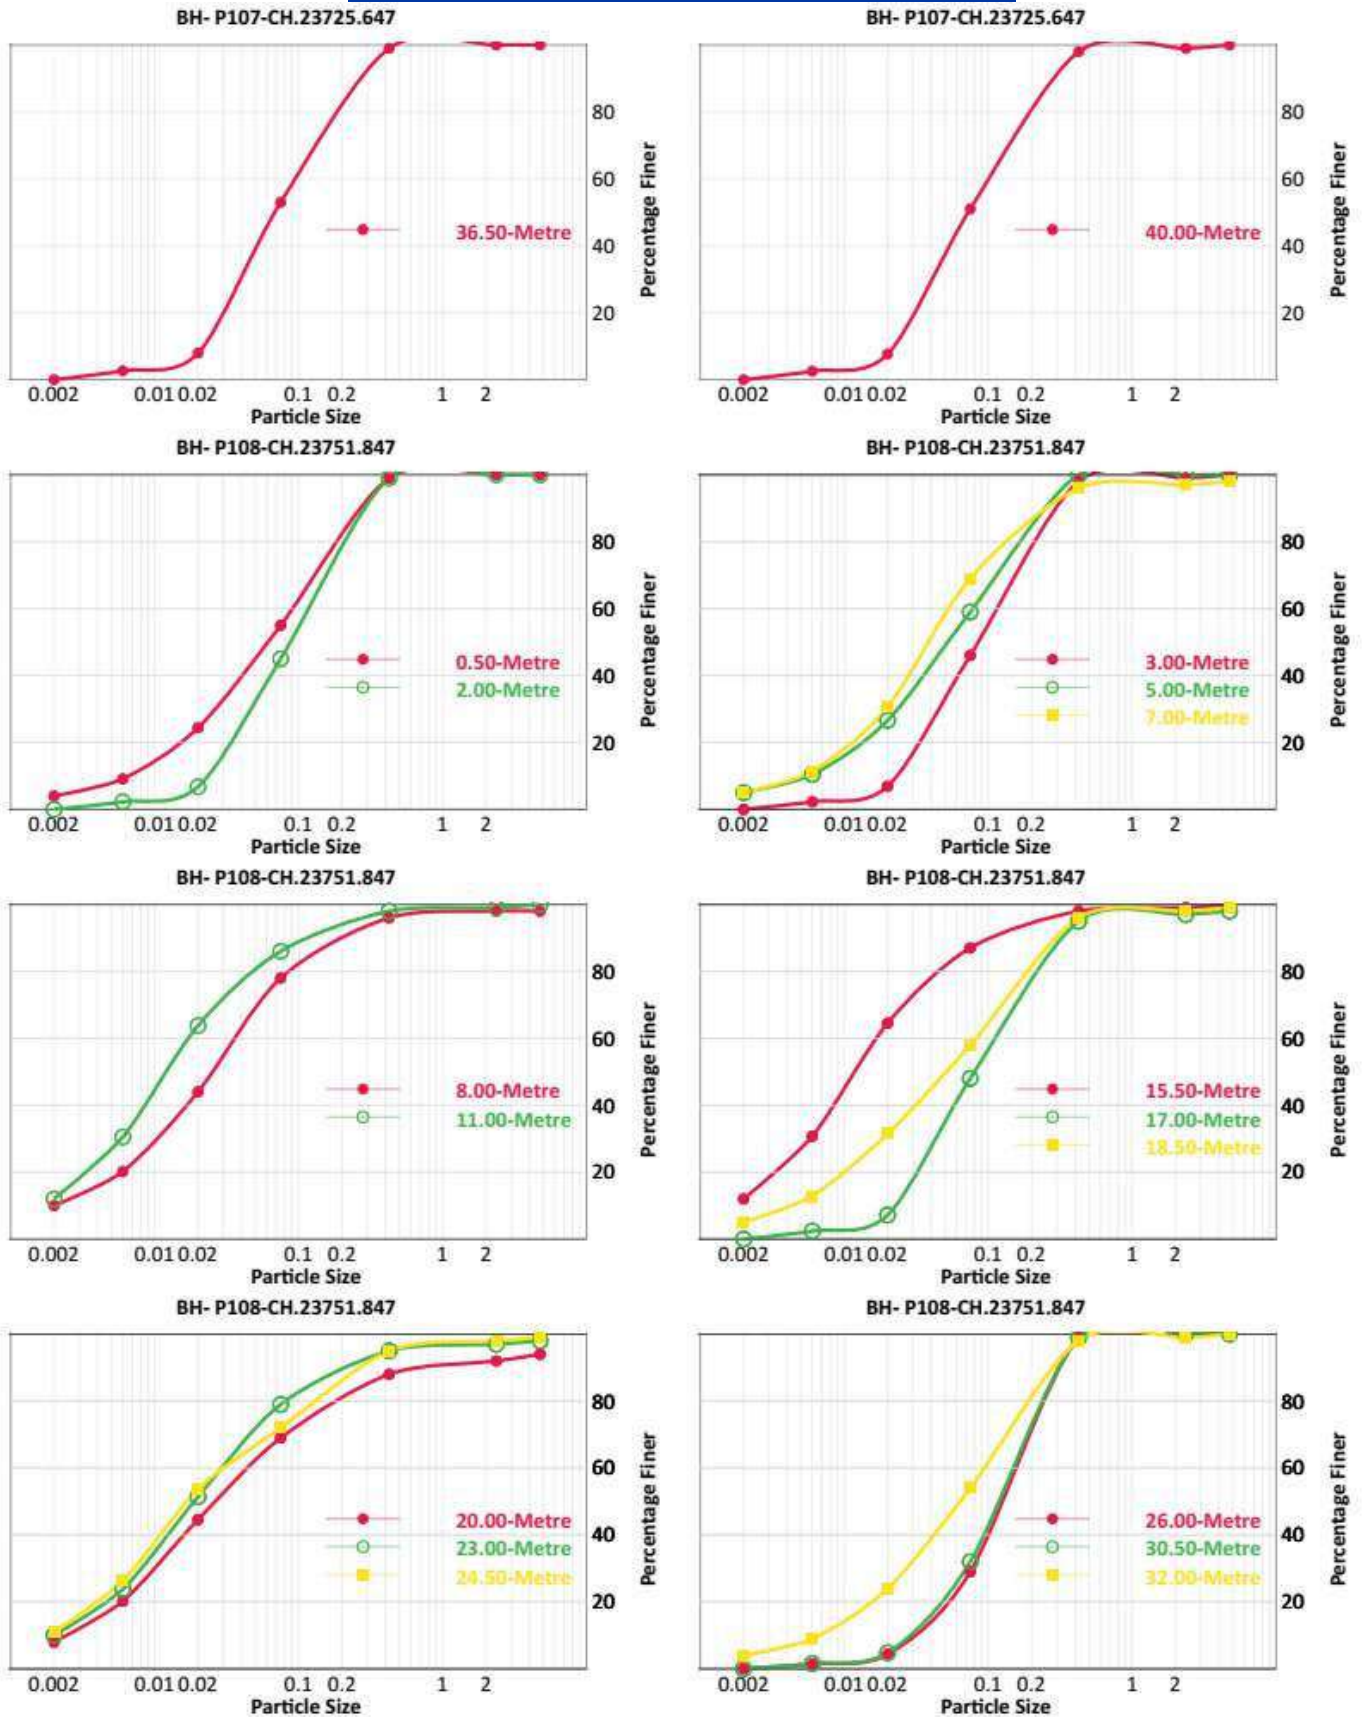 BH- P107-CH.23725.647
80
60
40
20
Percentage Finer
36.50-Metre
0.002 0.01 0.02 0.1 0.2 1 2
Particle Size
BH- P107-CH.23725.647
80
60
40
20
Percentage Finer
40.00-Metre
0.002 0.01 0.02 0.1 0.2 1 2
Particle Size
BH- P108-CH.23751.847
80
60
40
20
Percentage Finer
0.50-Metre
2.00-Metre
0.002 0.01 0.02 0.1 0.2 1 2
Particle Size
BH- P108-CH.23751.847
80
60
40
20
Percentage Finer
3.00-Metre
5.00-Metre
7.00-Metre
0.002 0.01 0.02 0.1 0.2 1 2
Particle Size
BH- P108-CH.23751.847
80
60
40
20
Percentage Finer
8.00-Metre
11.00-Metre
0.002 0.01 0.02 0.1 0.2 1 2
Particle Size
BH- P108-CH.23751.847
80
60
40
20
Percentage Finer
15.50-Metre
17.00-Metre
18.50-Metre
0.002 0.01 0.02 0.1 0.2 1 2
Particle Size
BH- P108-CH.23751.847
80
60
40
20
Percentage Finer
20.00-Metre
23.00-Metre
24.50-Metre
0.002 0.01 0.02 0.1 0.2 1 2
Particle Size
BH- P108-CH.23751.847
80
60
40
20
Percentage Finer
26.00-Metre
30.50-Metre
32.00-Metre
0.002 0.01 0.02 0.1 0.2 1 2
Particle Size